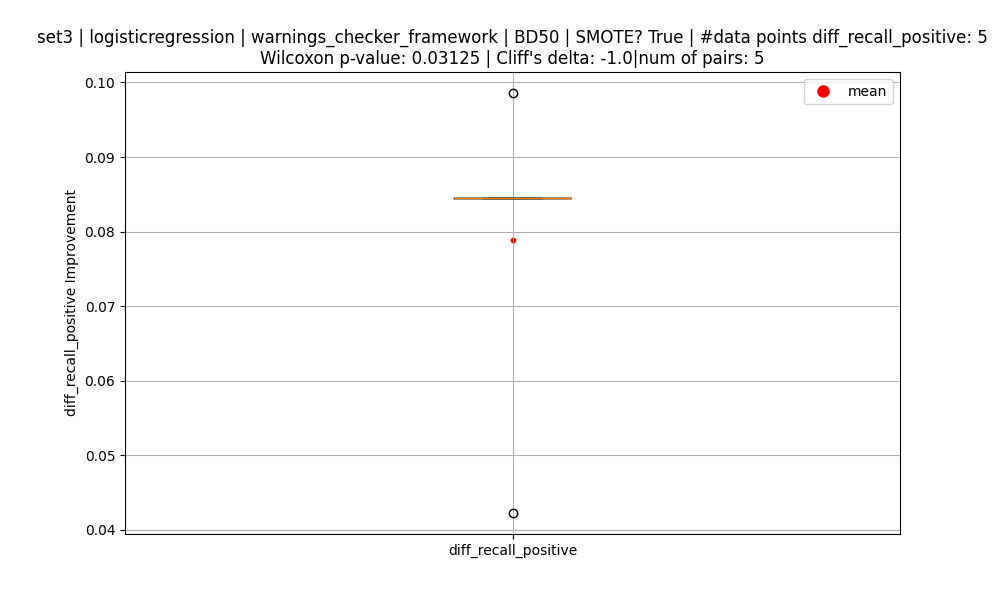 set3 | logisticregression | warnings_checker_framework | BD50 | SMOTE? True | #data points diff_recall_positive: 5
Wilcoxon p-value: 0.03125 | Cliff's delta: -1.0|num of pairs: 5
mean
diff_recall_positive Improvement
0.10
0.09
0.08
0.07
0.06
0.05
0.04
diff_recall_positive